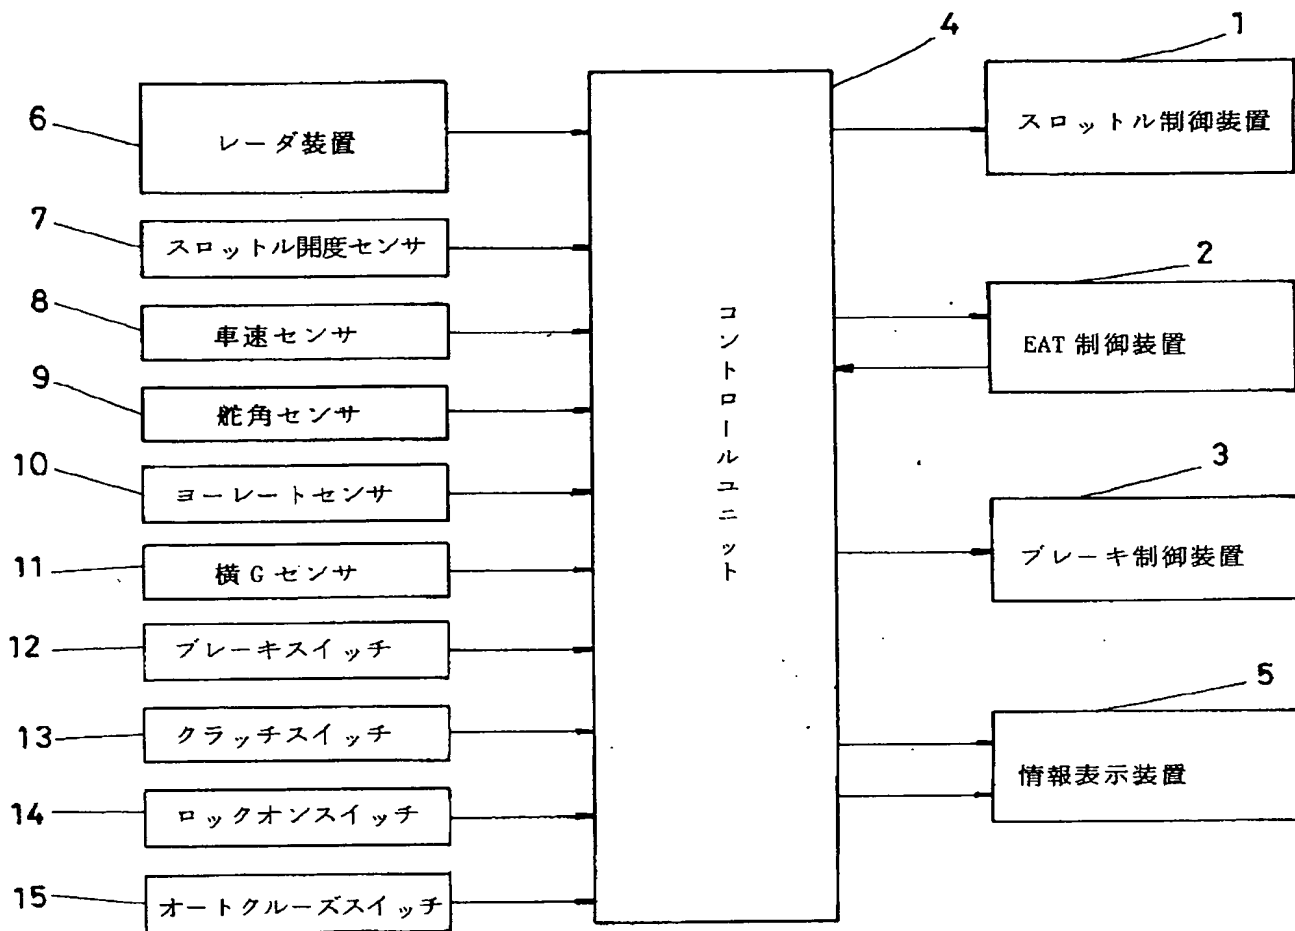 4
1
6
レーダ装置
スロットル制御装置
7
スロットル開度センサ
2
8
車速センサ
EAT 制御装置
コントロールユニット
9
舵角センサ
10
ヨーレートセンサ
3
11
横Gセンサ
ブレーキ制御装置
12
ブレーキスイッチ
5
13
クラッチスイッチ
情報表示装置
14
ロックオンスイッチ
15
オートクルーズスイッチ